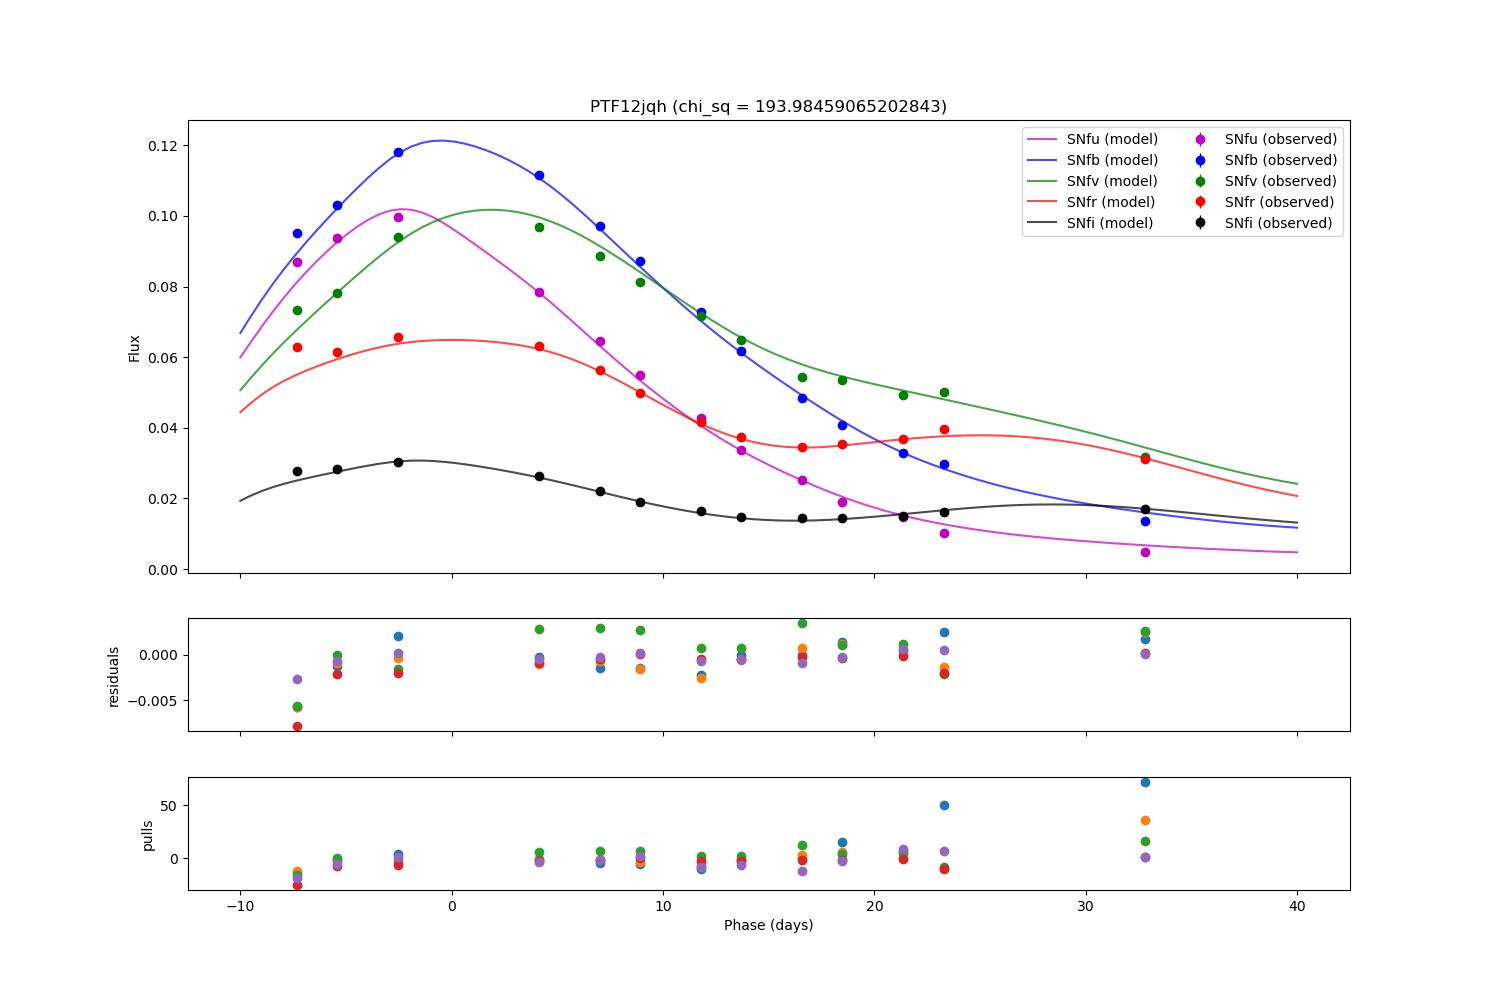 PTF12jqh (chi_sq = 193.98459065202843)
Flux
0.12
0.10
0.08
0.06
0.04
0.02
0.00
SNfu (model) SNfu (observed)
SNfb (model) SNfb (observed)
SNfv (model) SNfv (observed)
SNfr (model) SNfr (observed)
SNfi (model) SNfi (observed)
residuals
0.000
−0.005
pulls
50
0
−10 0 10 20 30 40
Phase (days)